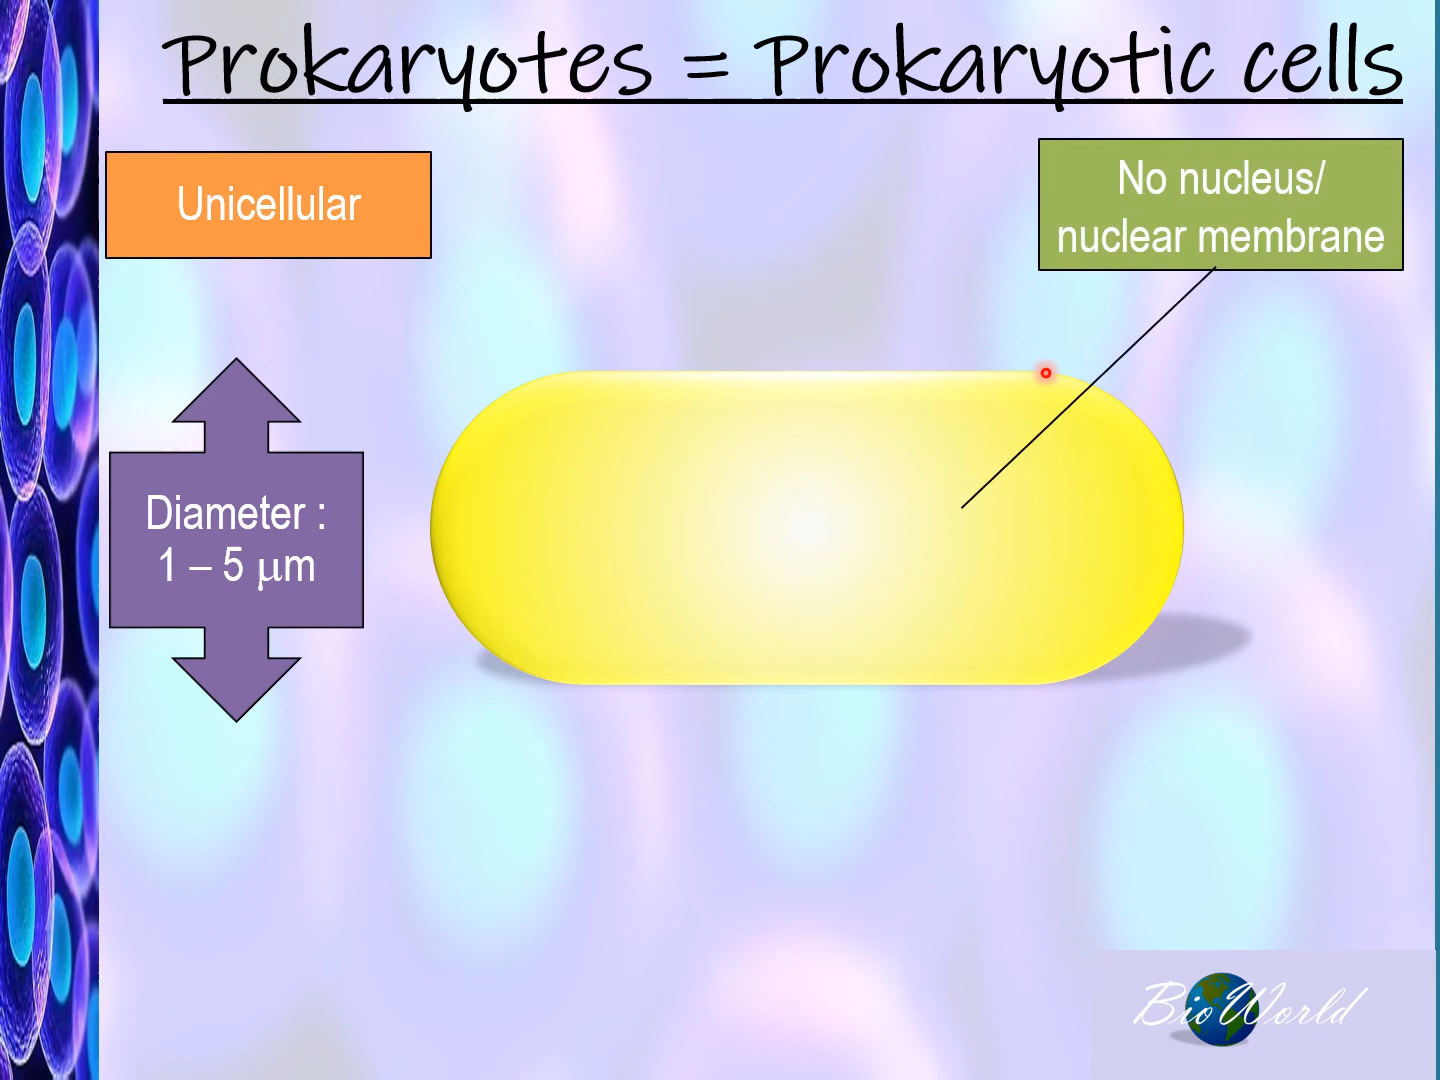 Prokaryotes = Prokaryotic cells
Unicellular
No nucleus/
nuclear membrane
Diameter :
1 – 5 μm
BioWorld